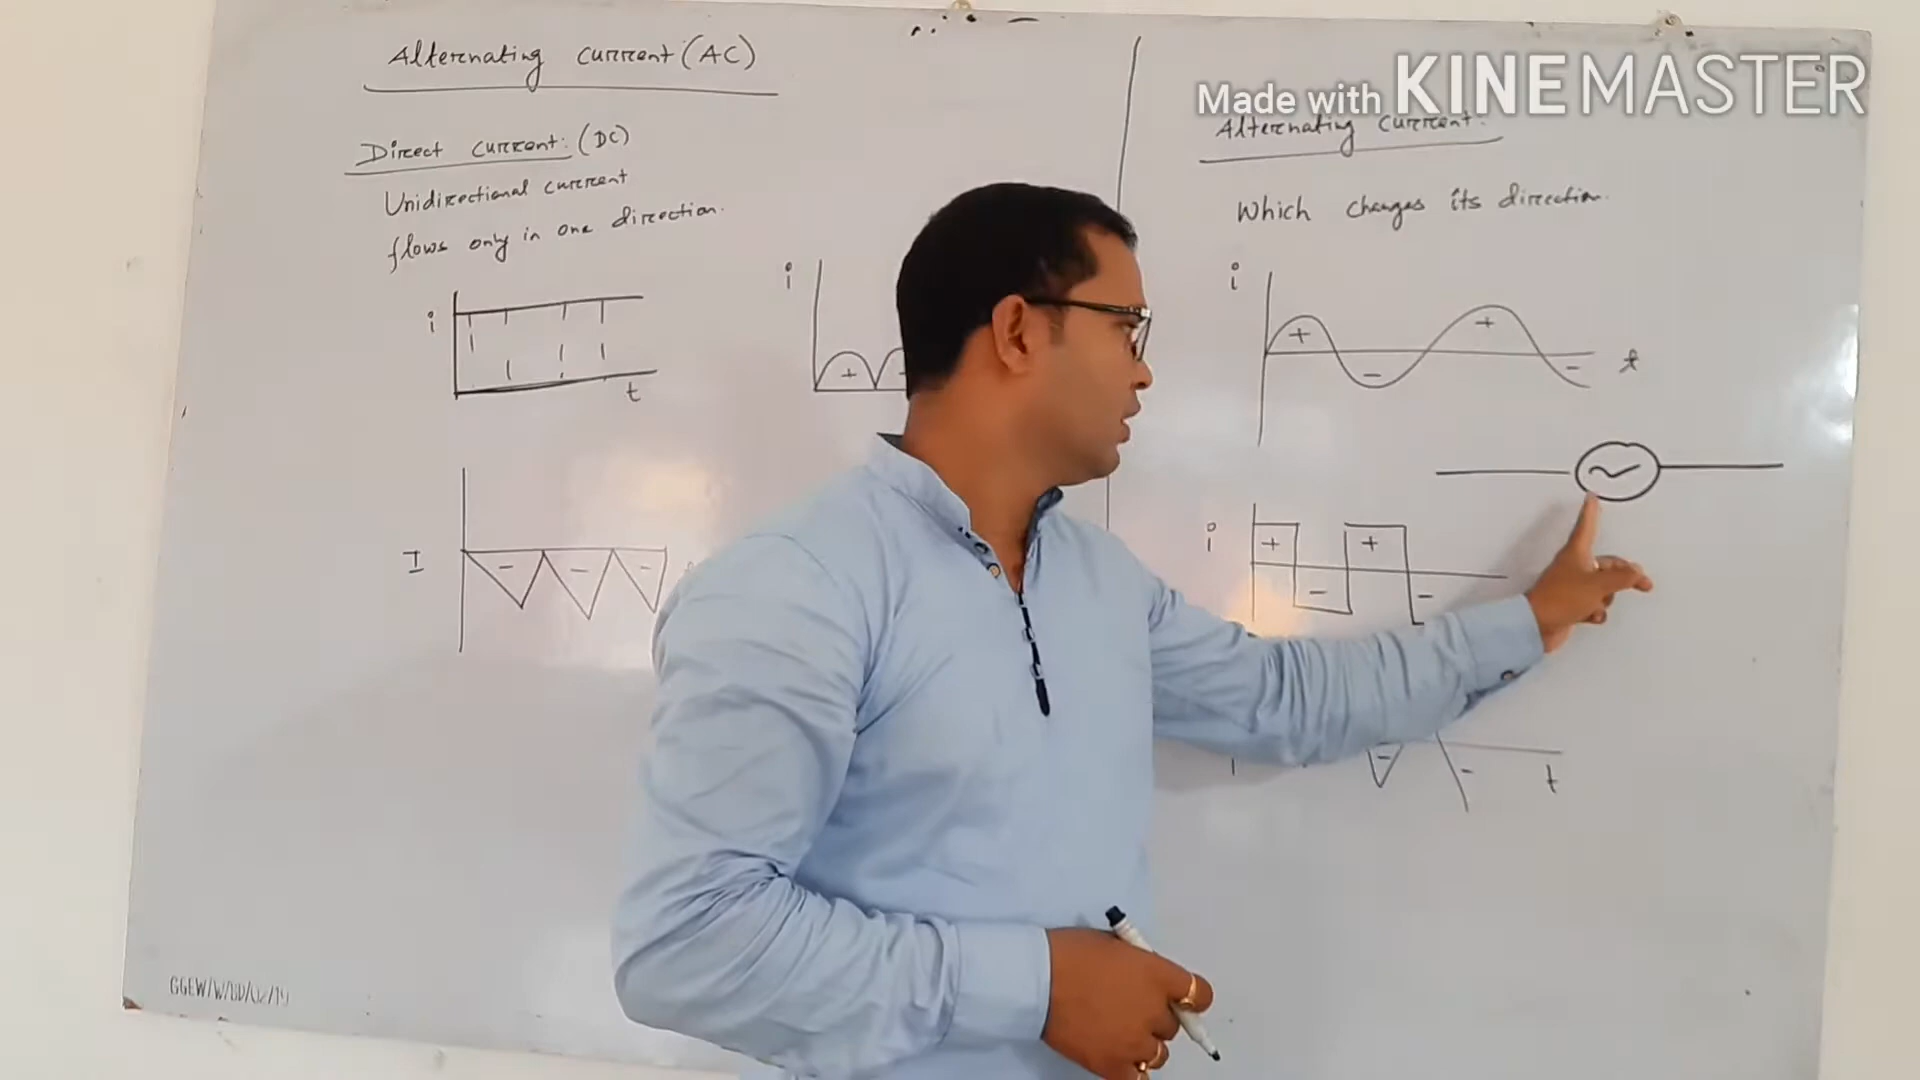 Alternating current (AC)
Direct current: (DC)
Unidirectional current
flows only in one direction.
i
t
i
+
I
- - -
Made with KINEMASTER
Alternating current:
Which changes its direction.
i
+ - + -
t
i
+ - + -
- -
t
GGEW/W/BD/02/19